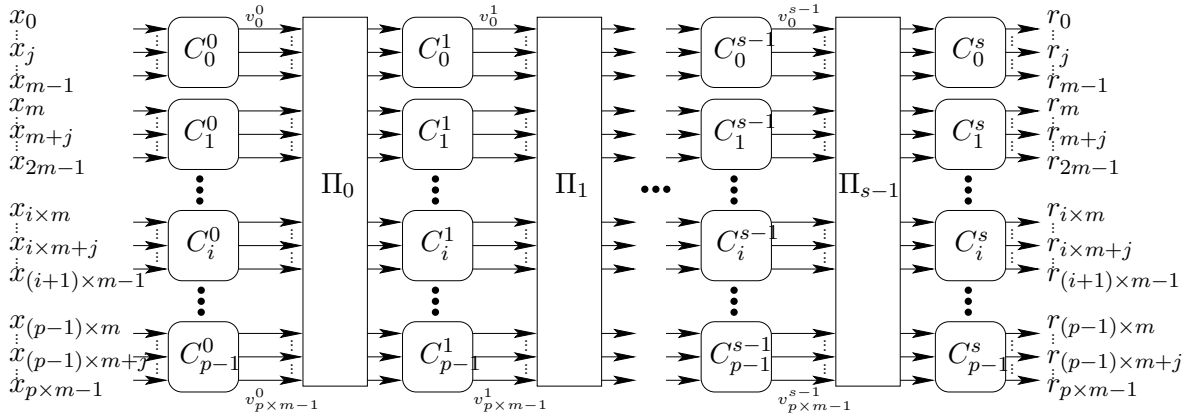 x_0 C_0^0 v_0^0 C_0^1 v_0^1 C_0^{s-1} v_0^{s-1} C_0^s r_0
x_j r_j
x_{m-1} r_{m-1}
x_m r_m
x_{m+j} C_1^0 C_1^1 C_1^{s-1} C_1^s r_{m+j}
x_{2m-1} r_{2m-1}
Π_0 Π_1 ••• Π_{s-1}
x_{i×m} r_{i×m}
x_{i×m+j} C_i^0 C_i^1 C_i^{s-1} C_i^s r_{i×m+j}
x_{(i+1)×m-1} r_{(i+1)×m-1}
x_{(p-1)×m} r_{(p-1)×m}
x_{(p-1)×m+j} C_{p-1}^0 C_{p-1}^1 C_{p-1}^{s-1} C_{p-1}^s r_{(p-1)×m+j}
x_{p×m-1} r_{p×m-1}
v_{p×m-1}^0 v_{p×m-1}^1 v_{p×m-1}^{s-1}